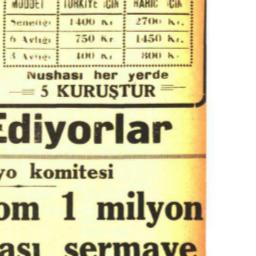 MÜDDET TÜRKİYE İÇİN HARİÇ İÇİN
Seneliği 1400 Kr. 2700 Kr.
6 Aylığı 750 Kr. 1450 Kr.
3 Aylığı 400 Kr. 800 Kr.
Nushası her yerde
5 KURUŞTUR
Ediyorlar
yo komitesi
om 1 milyon
ası sermaye